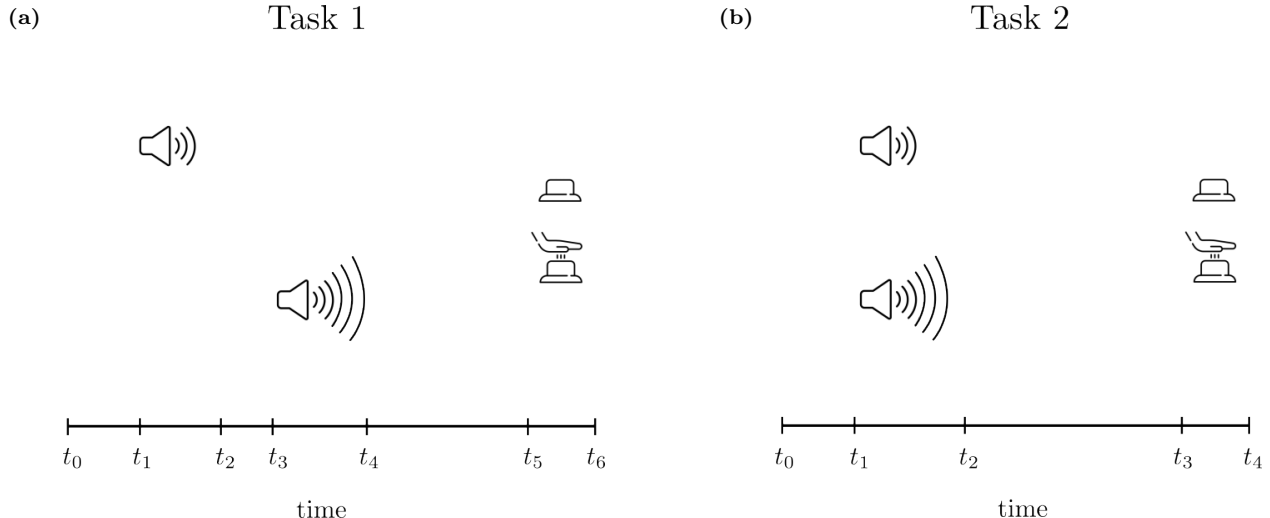 (a) Task 1
t₀ t₁ t₂ t₃ t₄ t₅ t₆
time
(b) Task 2
t₀ t₁ t₂ t₃ t₄
time